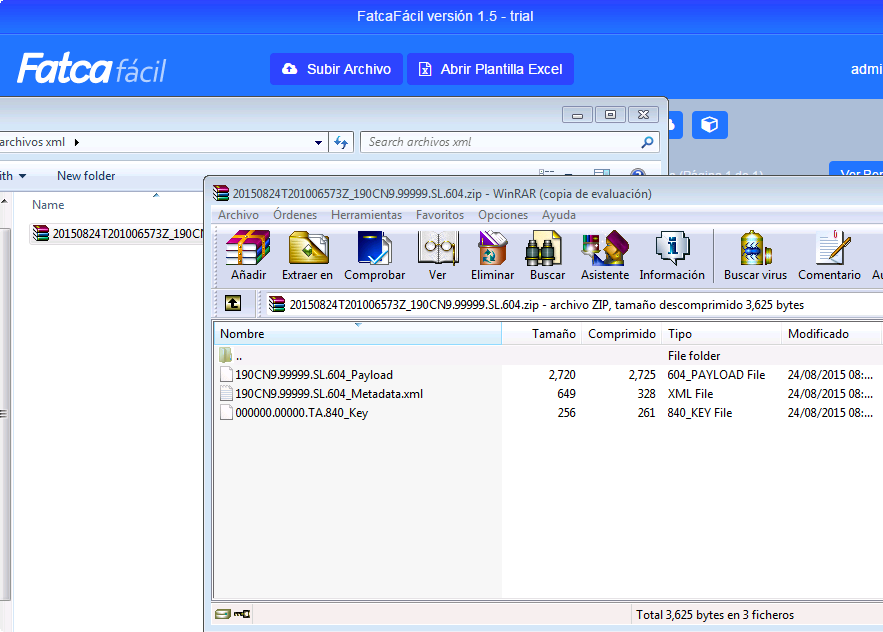 FatcaFácil versión 1.5 - trial
Fatca fácil
Subir Archivo
Abrir Plantilla Excel
admi
archivos xml
Search archivos xml
ith
New folder
(Página 1 de 1)
Name
20150824T201006573Z_190CN
20150824T201006573Z_190CN9.99999.SL.604.zip - WinRAR (copia de evaluación)
Archivo Órdenes Herramientas Favoritos Opciones Ayuda
Añadir Extraer en Comprobar Ver Eliminar Buscar Asistente Información Buscar virus Comentario Au
20150824T201006573Z_190CN9.99999.SL.604.zip - archivo ZIP, tamaño descomprimido 3,625 bytes
Nombre Tamaño Comprimido Tipo Modificado
.. File folder
190CN9.99999.SL.604_Payload 2,720 2,725 604_PAYLOAD File 24/08/2015 08:...
190CN9.99999.SL.604_Metadata.xml 649 328 XML File 24/08/2015 08:...
000000.00000.TA.840_Key 256 261 840_KEY File 24/08/2015 08:...
Total 3,625 bytes en 3 ficheros